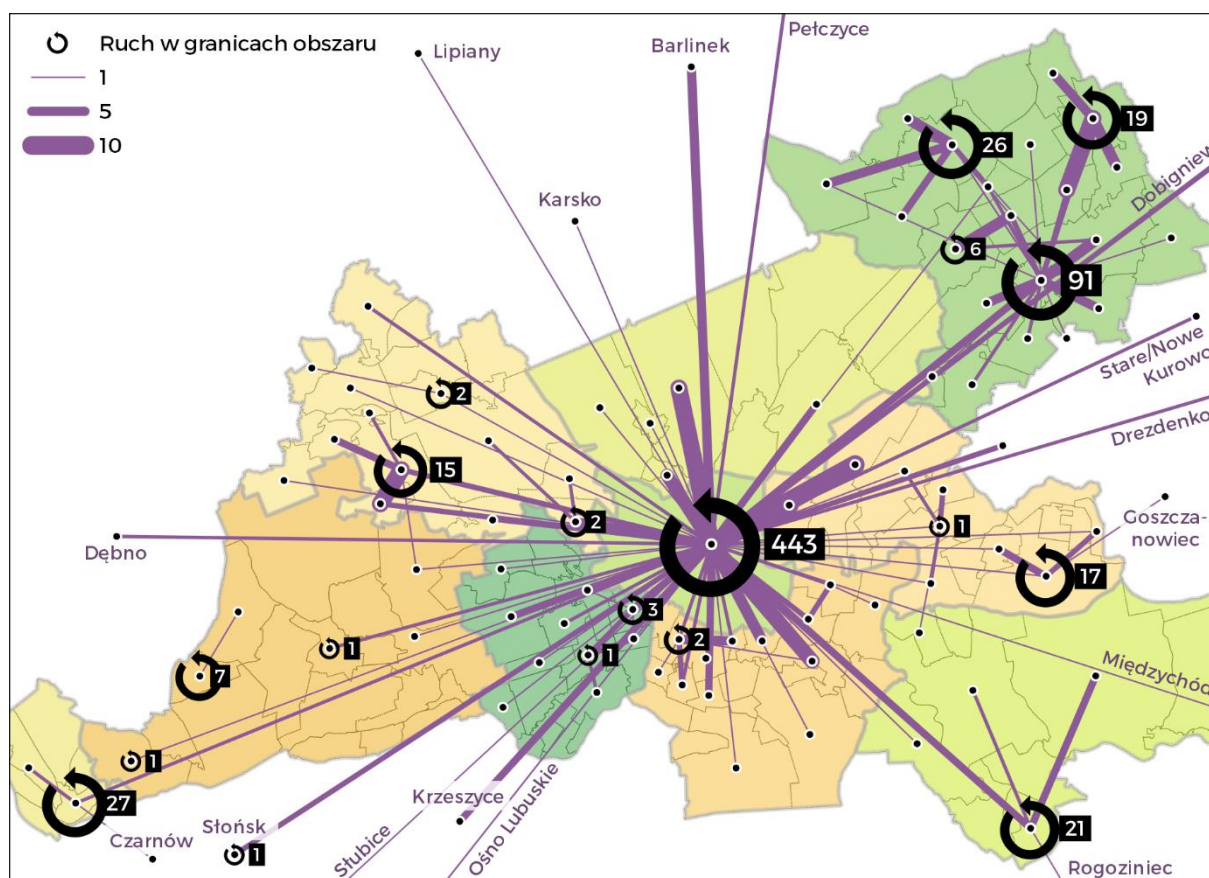 Ruch w granicach obszaru
1
5
10
Lipiany
Barlinek
Pełczyce
Karsko
26
19
Dobigniew
6
91
Stare/Nowe
Kurowo
Drezdenko
2
15
2
443
1
Goszcza-
nowiec
17
Dębno
3
2
1
1
7
Międzychód
1
27
Czarnów
Słońsk
1
Krzeszyce
Słubice
Ośno Lubuskie
21
Rogoziniec